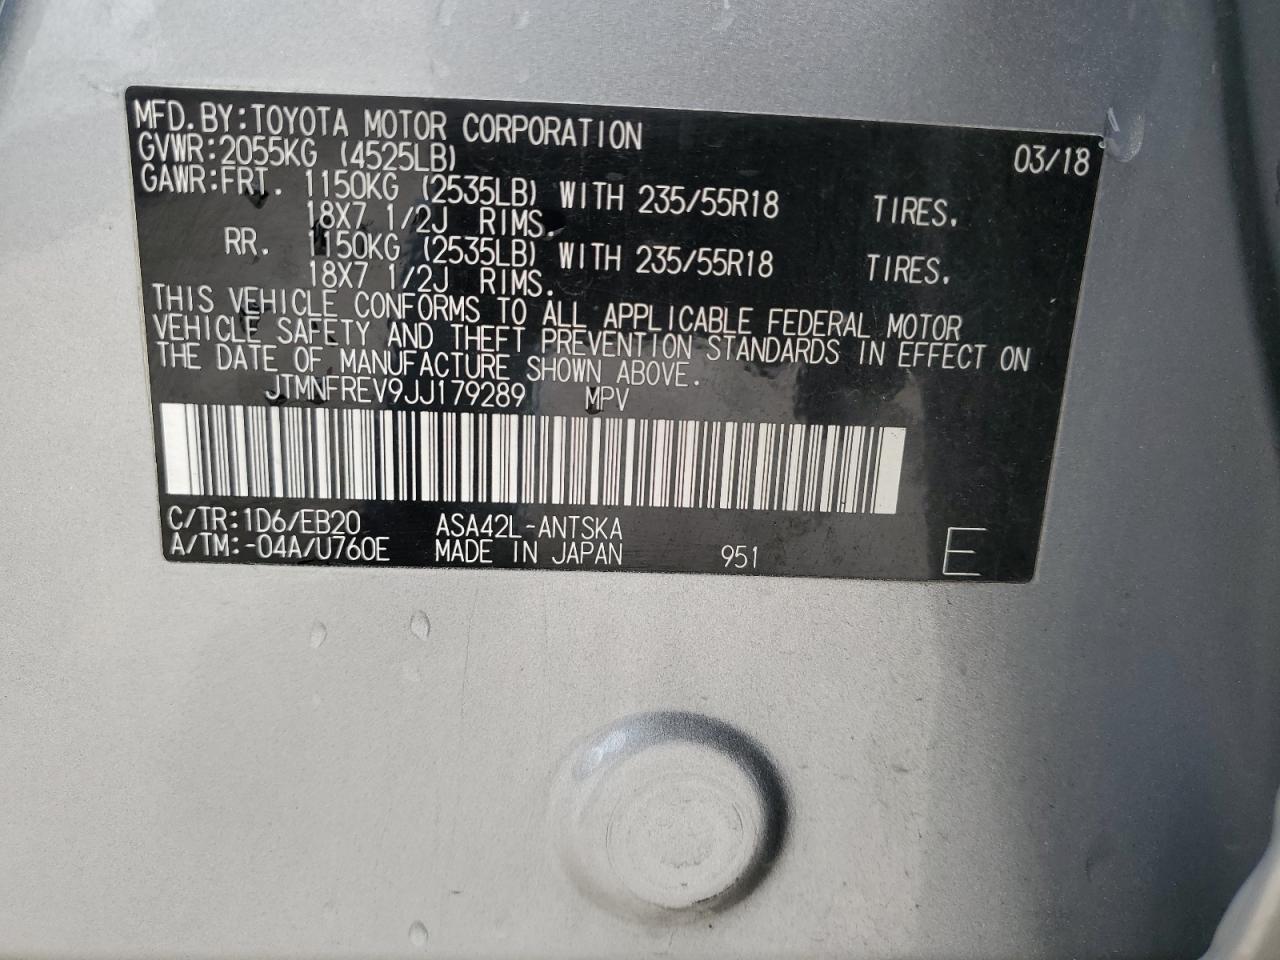 MFD.BY:TOYOTA MOTOR CORPORATION 03/18
GVWR:2055KG (4525LB)
GAWR:FRT. 1150KG (2535LB) WITH 235/55R18 TIRES.
18X7 1/2J RIMS.
RR. 1150KG (2535LB) WITH 235/55R18 TIRES.
18X7 1/2J RIMS.
THIS VEHICLE CONFORMS TO ALL APPLICABLE FEDERAL MOTOR
VEHICLE SAFETY AND THEFT PREVENTION STANDARDS IN EFFECT ON
THE DATE OF MANUFACTURE SHOWN ABOVE.
JTMNFREV9JJ179289 MPV
C/TR:1D6/EB20 ASA42L-ANTSKA
A/TM:-04A/U760E MADE IN JAPAN 951 E